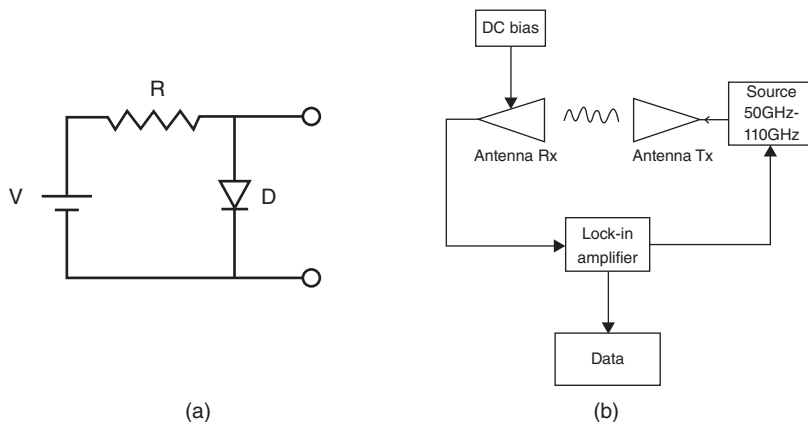 R
V
D
(a)
DC bias
Source
50GHz-
110GHz
Antenna Rx
Antenna Tx
Lock-in
amplifier
Data
(b)